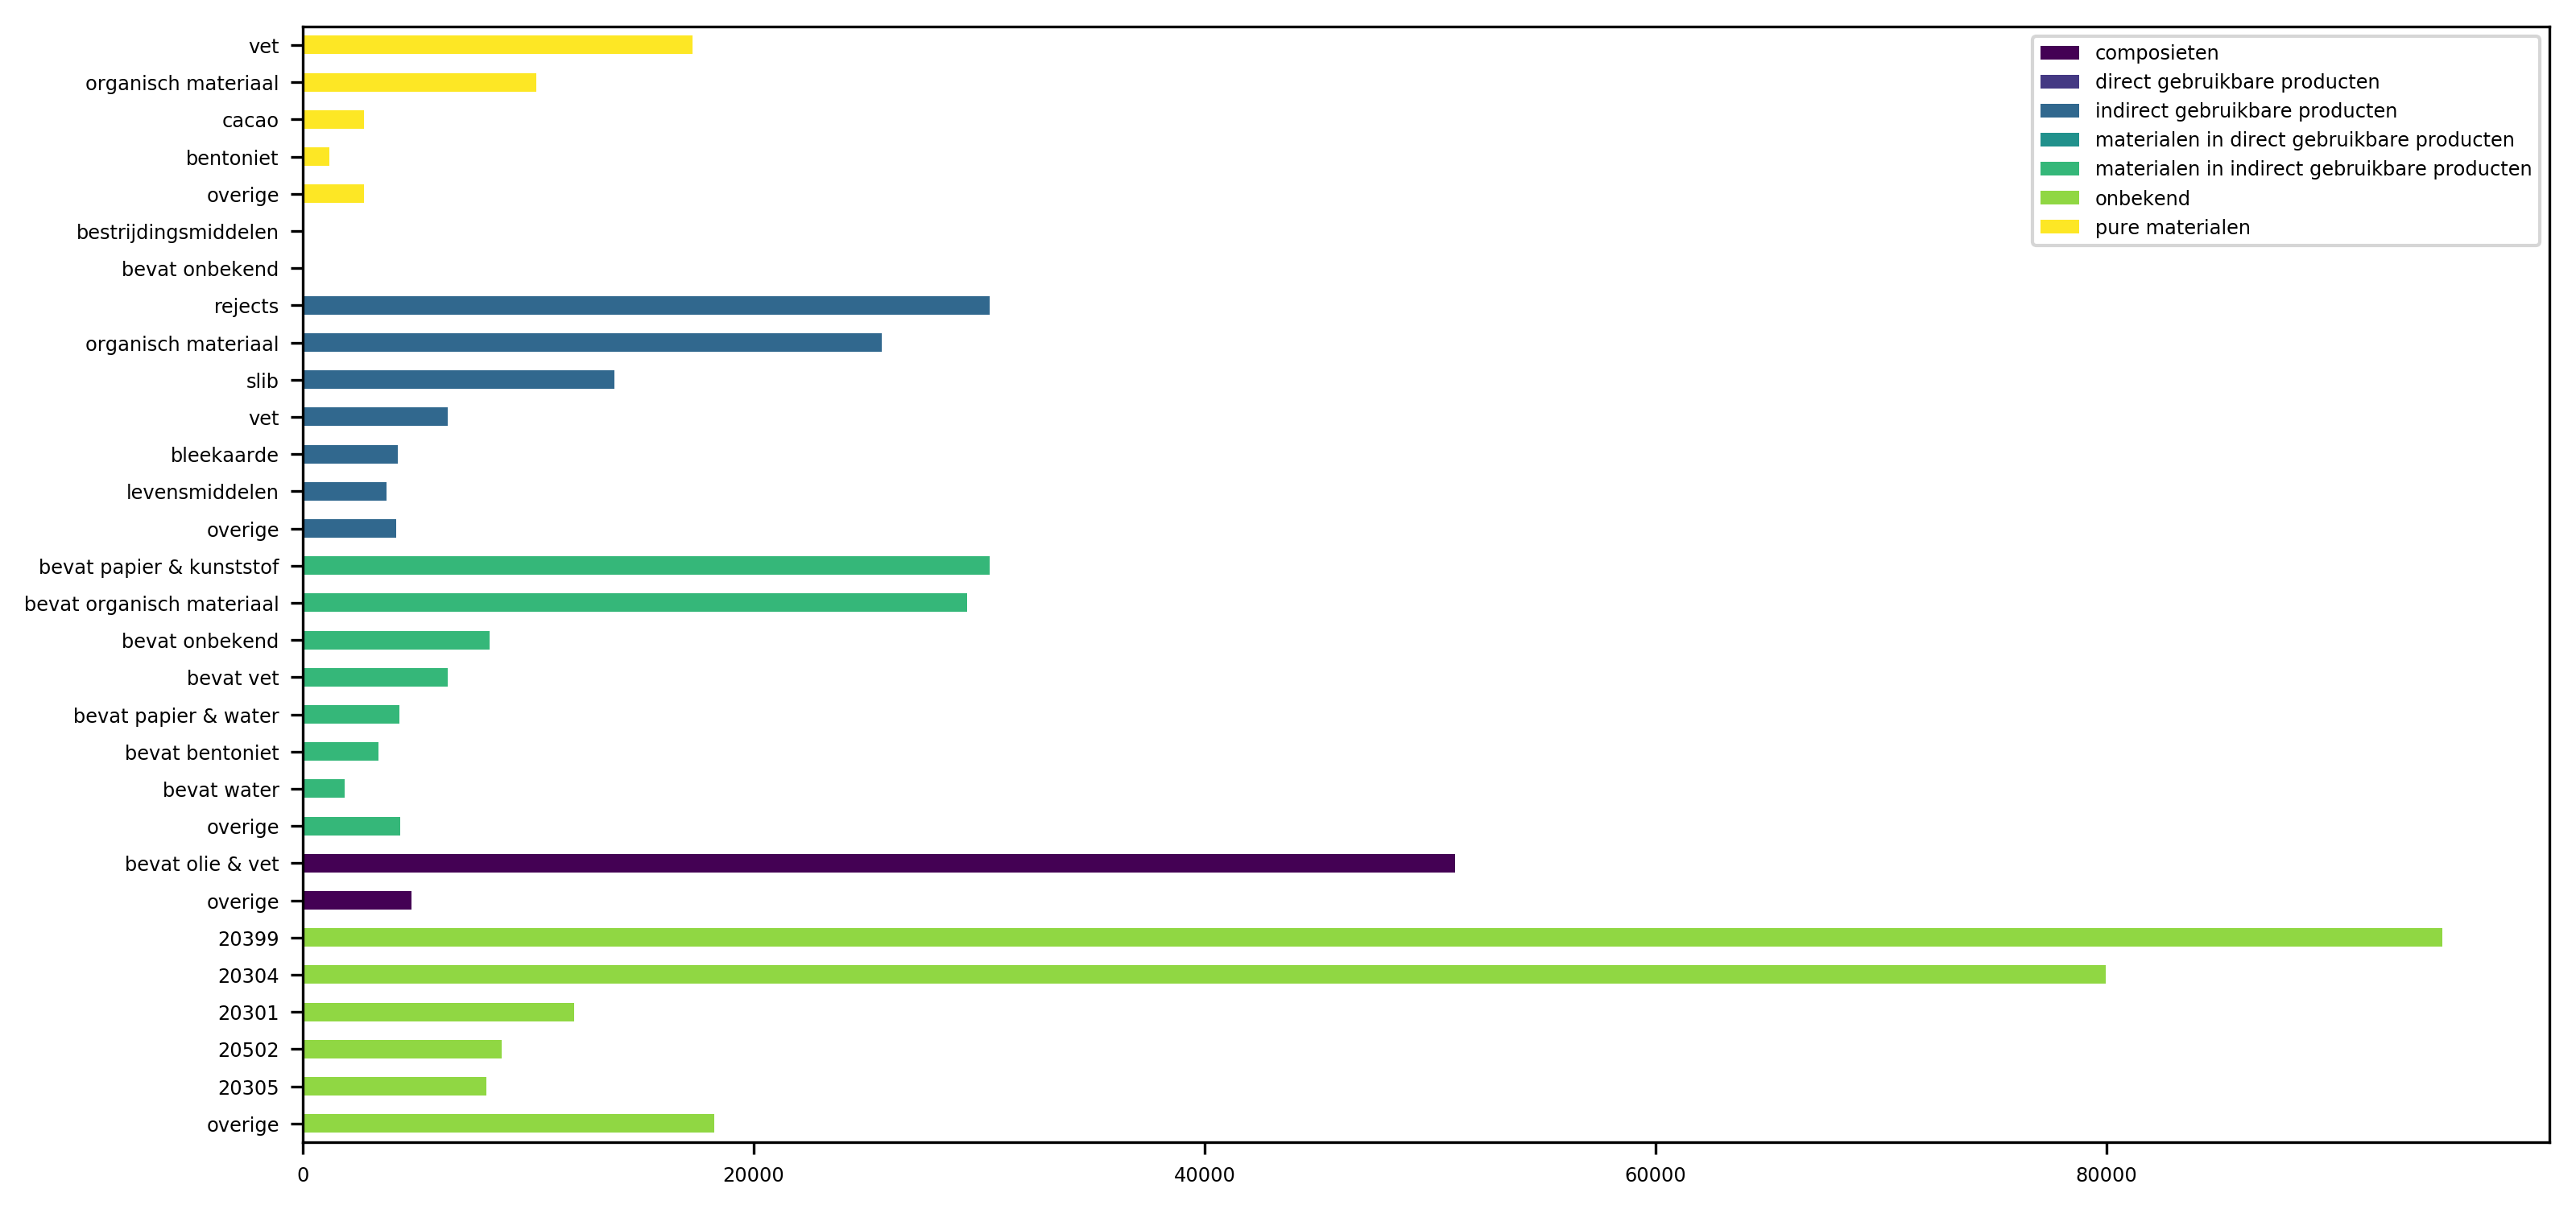 vet
organisch materiaal
cacao
bentoniet
overige
bestrijdingsmiddelen
bevat onbekend
rejects
organisch materiaal
slib
vet
bleekaarde
levensmiddelen
overige
bevat papier & kunststof
bevat organisch materiaal
bevat onbekend
bevat vet
bevat papier & water
bevat bentoniet
bevat water
overige
bevat olie & vet
overige
20399
20304
20301
20502
20305
overige
0 20000 40000 60000 80000
composieten
direct gebruikbare producten
indirect gebruikbare producten
materialen in direct gebruikbare producten
materialen in indirect gebruikbare producten
onbekend
pure materialen